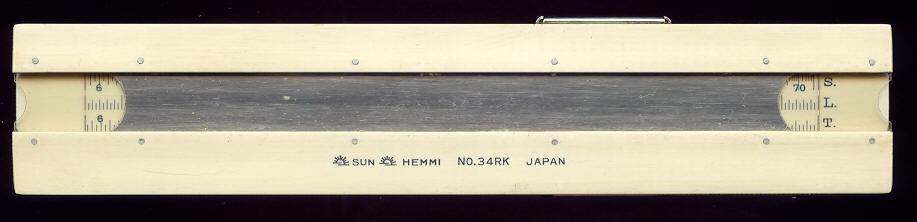 6 70 S.
L.
6 T.
SUN HEMMI NO.34RK JAPAN